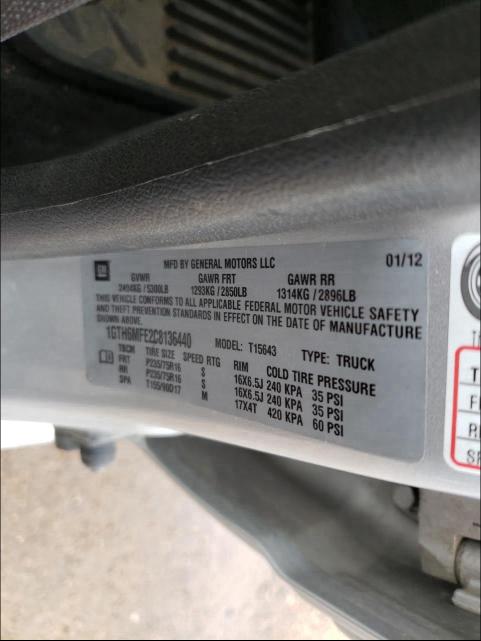 GM
MFD BY GENERAL MOTORS LLC 01/12
GVWR GAWR FRT GAWR RR
2404KG / 5300LB 1293KG / 2850LB 1314KG / 2896LB
THIS VEHICLE CONFORMS TO ALL APPLICABLE FEDERAL MOTOR VEHICLE SAFETY
AND THEFT PREVENTION STANDARDS IN EFFECT ON THE DATE OF MANUFACTURE
1GTH6MFE2C8136440 MODEL: T15643 TYPE: TRUCK
TBCM TIRE SIZE SPEED RTG RIM COLD TIRE PRESSURE
FRT P235/75R16 S 16X6.5J 240 KPA 35 PSI
RR P235/75R16 S 16X6.5J 240 KPA 35 PSI
SPA T155/90D17 M 17X4T 420 KPA 60 PSI